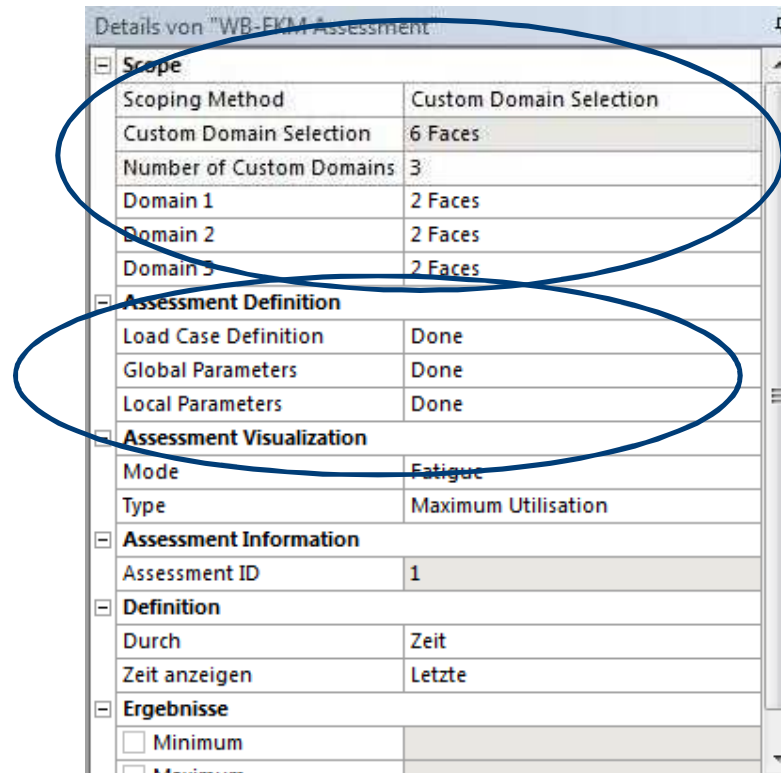 Details von "WB-FKM Assessment"
Scope
Scoping Method Custom Domain Selection
Custom Domain Selection 6 Faces
Number of Custom Domains 3
Domain 1 2 Faces
Domain 2 2 Faces
Domain 3 2 Faces
Assessment Definition
Load Case Definition Done
Global Parameters Done
Local Parameters Done
Assessment Visualization
Mode Fatigue
Type Maximum Utilisation
Assessment Information
Assessment ID 1
Definition
Durch Zeit
Zeit anzeigen Letzte
Ergebnisse
Minimum